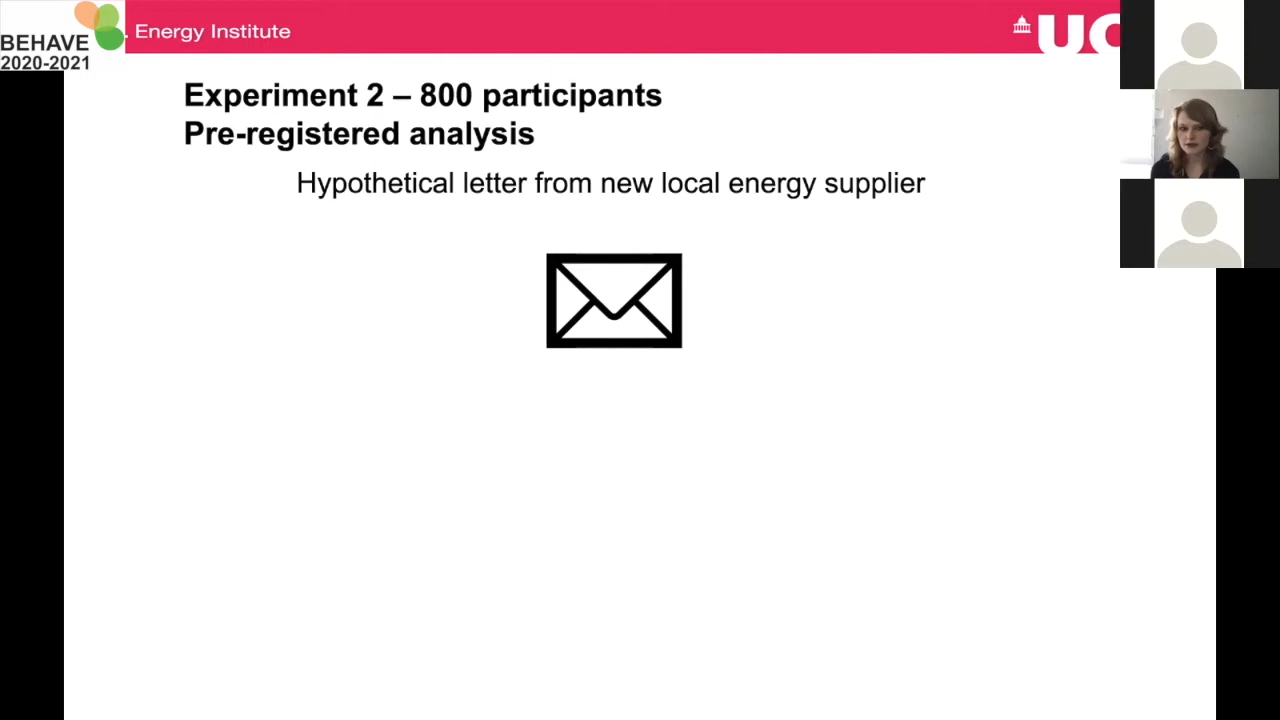 BEHAVE
2020-2021
Energy Institute
UC
Experiment 2 – 800 participants
Pre-registered analysis
Hypothetical letter from new local energy supplier